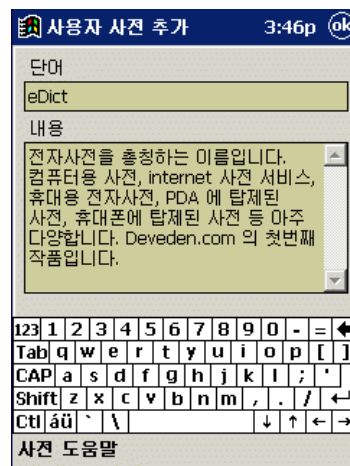 사용자 사전 추가 3:46p ok
단어
eDict
내용
전자사전을 총칭하는 이름입니다.
컴퓨터용 사전, internet 사전 서비스,
휴대용 전자사전, PDA 에 탑제된
사전, 휴대폰에 탑제된 사전 등 아주
다양합니다. Deveden.com 의 첫번째
작품입니다.
123 1 2 3 4 5 6 7 8 9 0 - = ←
Tab q w e r t y u i o p [ ]
CAP a s d f g h j k l ; '
Shift z x c v b n m , . / ↵
Ctl áü ` \ ↓ ↑ ← →
사전 도움말